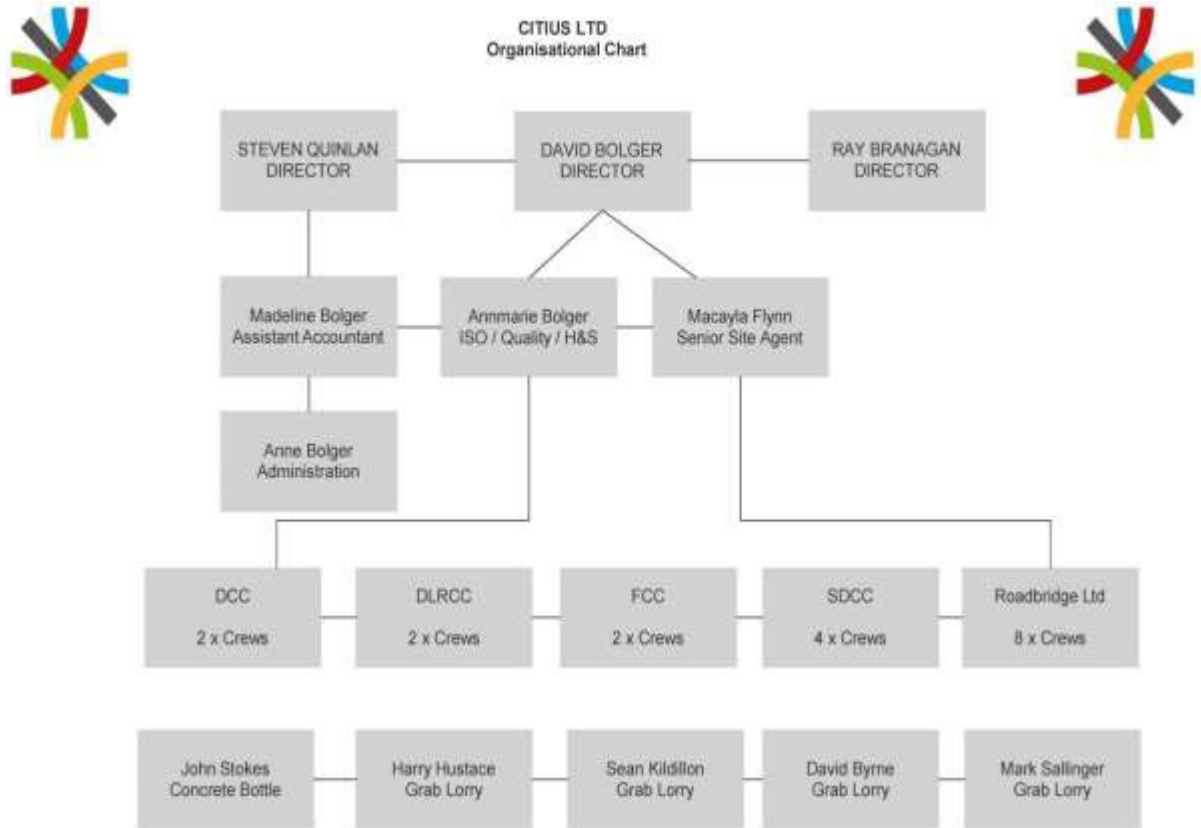 CITIUS LTD
Organisational Chart
STEVEN QUINLAN
DIRECTOR
DAVID BOLGER
DIRECTOR
RAY BRANAGAN
DIRECTOR
Madeline Bolger
Assistant Accountant
Annmarie Bolger
ISO / Quality / H&S
Macayla Flynn
Senior Site Agent
Anne Bolger
Administration
DCC
2 x Crews
DLRCC
2 x Crews
FCC
2 x Crews
SDCC
4 x Crews
Roadbridge Ltd
8 x Crews
John Stokes
Concrete Bottle
Harry Hustace
Grab Lorry
Sean Kildillon
Grab Lorry
David Byrne
Grab Lorry
Mark Sallinger
Grab Lorry